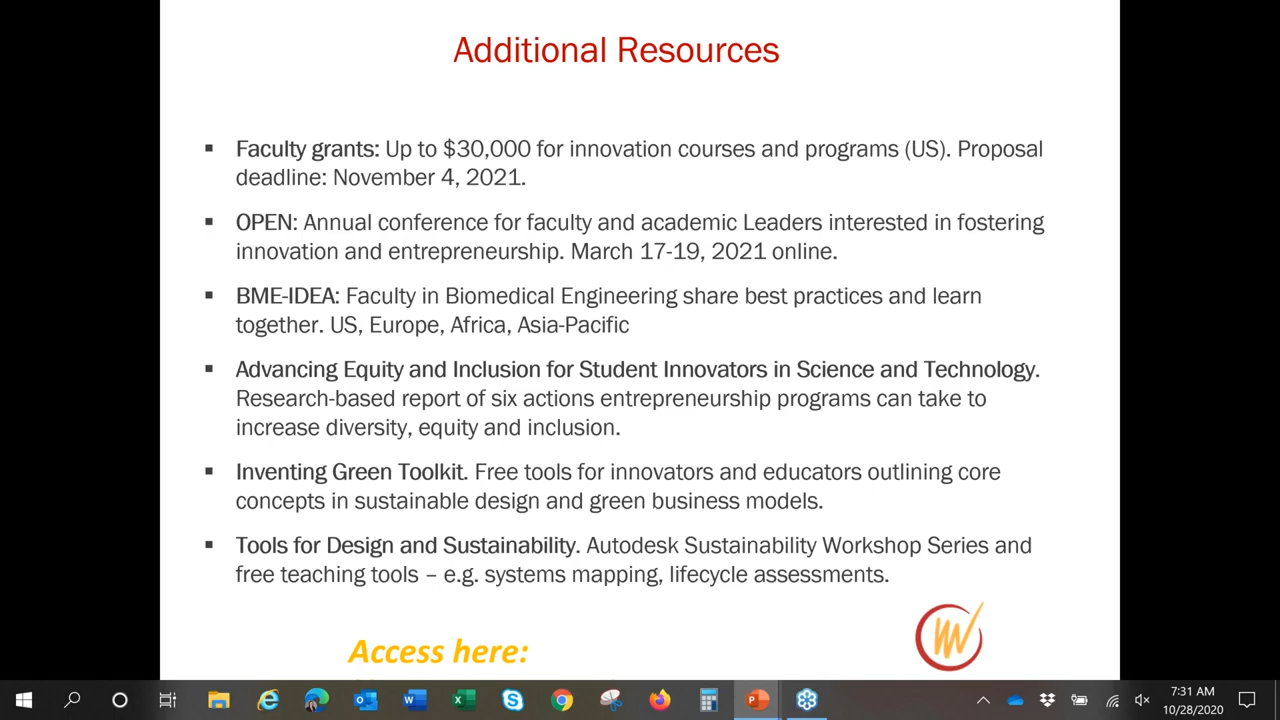 Additional Resources
▪ Faculty grants: Up to $30,000 for innovation courses and programs (US). Proposal
deadline: November 4, 2021.
▪ OPEN: Annual conference for faculty and academic Leaders interested in fostering
innovation and entrepreneurship. March 17-19, 2021 online.
▪ BME-IDEA: Faculty in Biomedical Engineering share best practices and learn
together. US, Europe, Africa, Asia-Pacific
▪ Advancing Equity and Inclusion for Student Innovators in Science and Technology.
Research-based report of six actions entrepreneurship programs can take to
increase diversity, equity and inclusion.
▪ Inventing Green Toolkit. Free tools for innovators and educators outlining core
concepts in sustainable design and green business models.
▪ Tools for Design and Sustainability. Autodesk Sustainability Workshop Series and
free teaching tools – e.g. systems mapping, lifecycle assessments.
Access here:
7:31 AM
10/28/2020